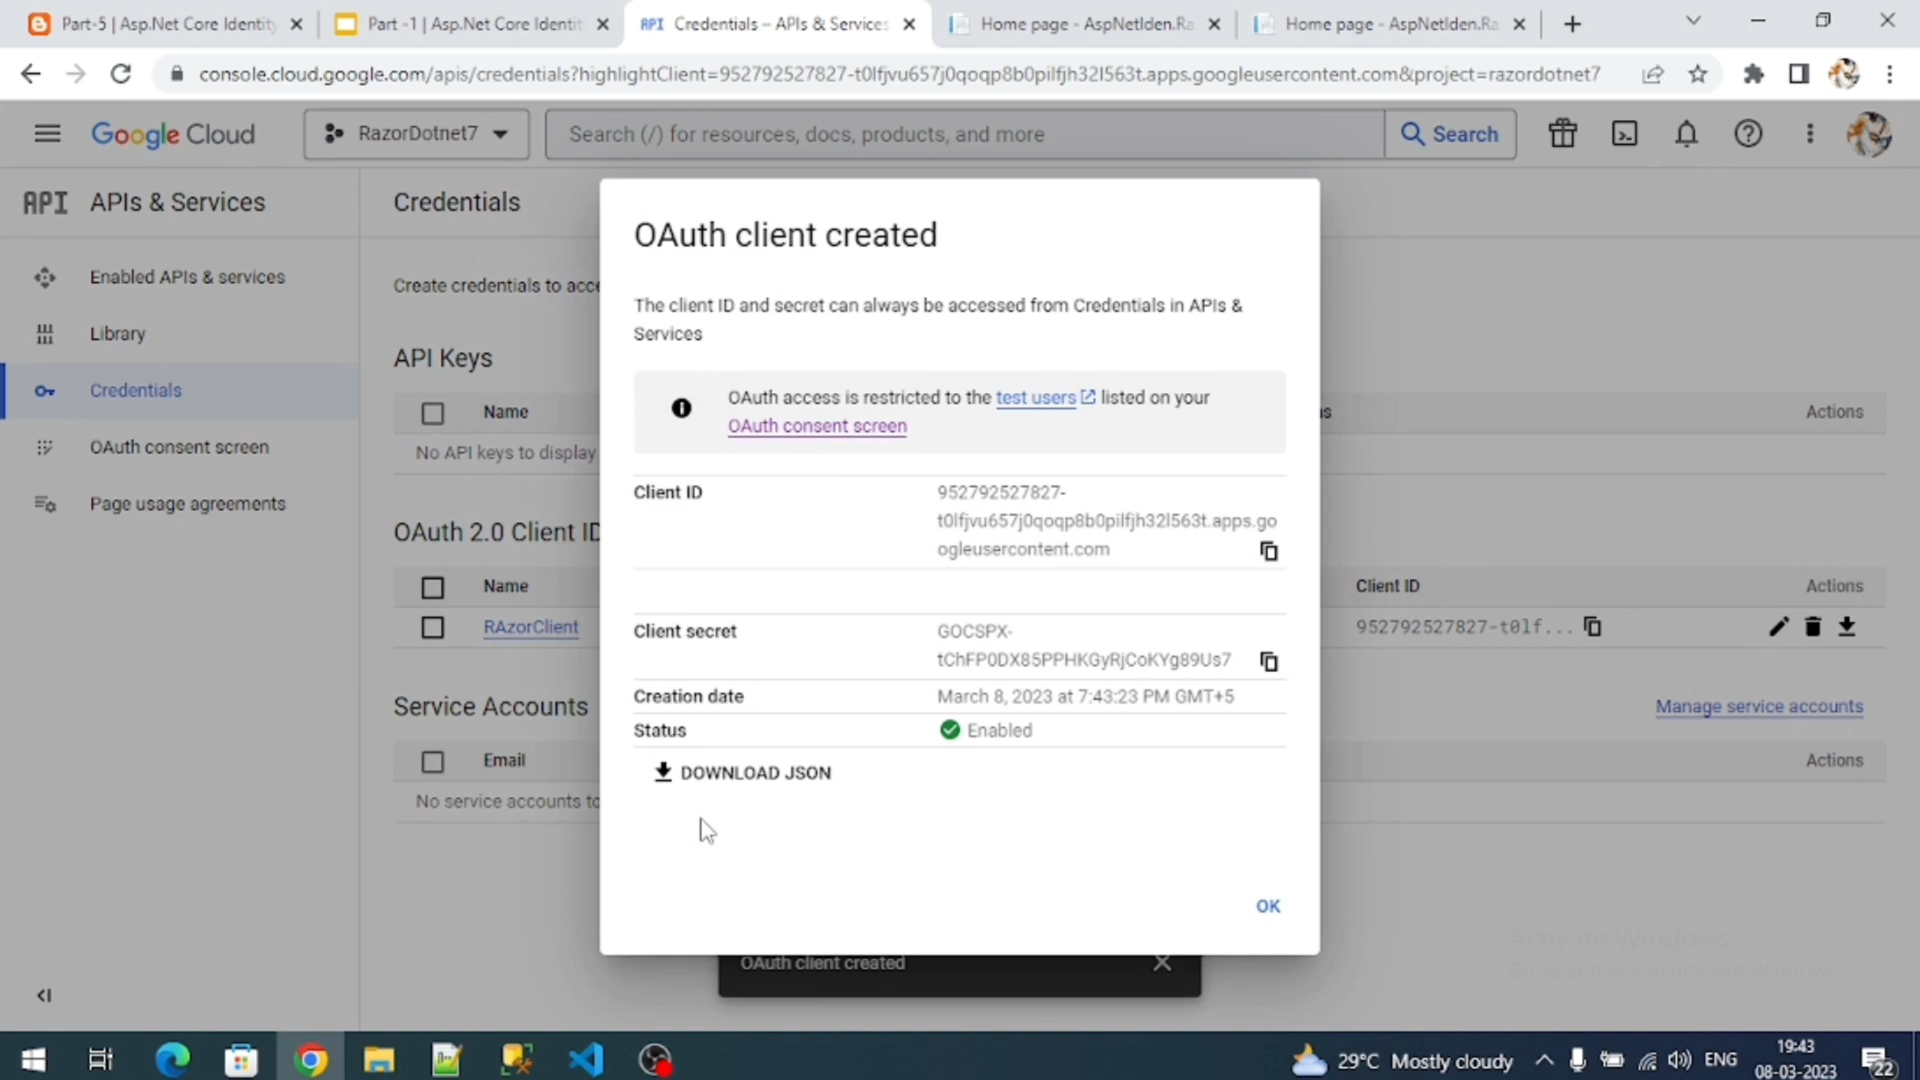 Part-5 | Asp.Net Core Identity
Part -1 | Asp.Net Core Identit
API Credentials – APIs & Services
Home page - AspNetIden.Ra
Home page - AspNetIden.Ra
console.cloud.google.com/apis/credentials?highlightClient=952792527827-t0lfjvu657j0qoqp8b0pilfjh32l563t.apps.googleusercontent.com&project=razordotnet7
Google Cloud
RazorDotnet7
Search (/) for resources, docs, products, and more
Search
API APIs & Services
Credentials
OAuth client created
Enabled APIs & services
Create credentials to acce
The client ID and secret can always be accessed from Credentials in APIs &
Services
Library
API Keys
Credentials
OAuth access is restricted to the test users listed on your
OAuth consent screen
Name
s
Actions
OAuth consent screen
No API keys to display
Client ID
952792527827-
t0lfjvu657j0qoqp8b0pilfjh32l563t.apps.go
ogleusercontent.com
Page usage agreements
OAuth 2.0 Client ID
Name
Client ID
Actions
RAzorClient
952792527827-t0lf...
Client secret
GOCSPX-
tChFP0DX85PPHKGyRjCoKYg89Us7
Creation date
March 8, 2023 at 7:43:23 PM GMT+5
Service Accounts
Manage service accounts
Status
Enabled
Email
Actions
DOWNLOAD JSON
No service accounts to
OK
Activate Windows
OAuth client created
29°C Mostly cloudy
ENG
19:43
08-03-2023
22